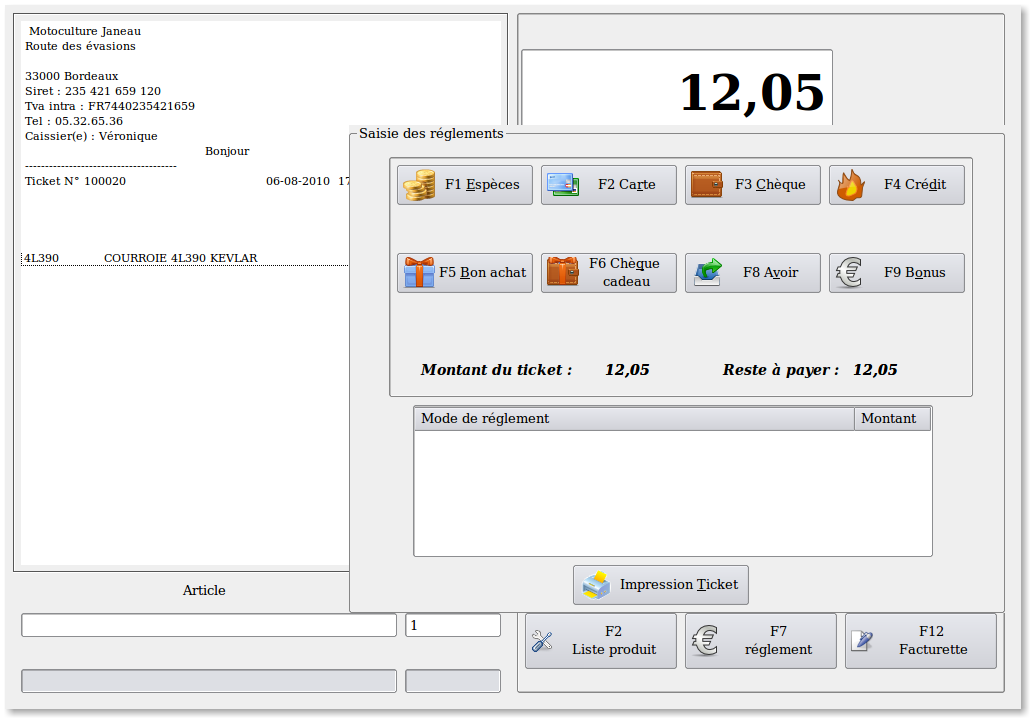 Motoculture Janeau
Route des évasions
33000 Bordeaux
Siret : 235 421 659 120
Tva intra : FR7440235421659
Tel : 05.32.65.36
Caissier(e) : Véronique
Bonjour
-------------------------------------
Ticket N° 100020 06-08-2010 17
4L390 COURROIE 4L390 KEVLAR
12,05
Saisie des réglements
F1 Espèces
F2 Carte
F3 Chèque
F4 Crédit
F5 Bon achat
F6 Chèque
cadeau
F8 Avoir
F9 Bonus
Montant du ticket : 12,05 Reste à payer : 12,05
Mode de réglement Montant
Impression Ticket
Article
1
F2
Liste produit
F7
réglement
F12
Facturette